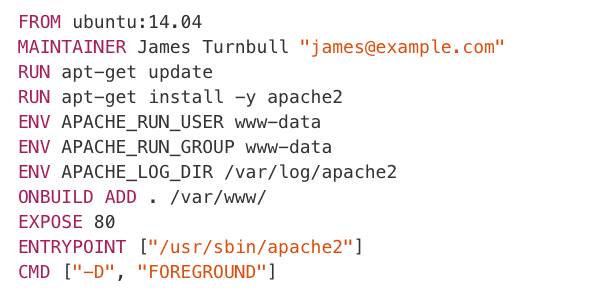 FROM ubuntu:14.04
MAINTAINER James Turnbull "james@example.com"
RUN apt-get update
RUN apt-get install -y apache2
ENV APACHE_RUN_USER www-data
ENV APACHE_RUN_GROUP www-data
ENV APACHE_LOG_DIR /var/log/apache2
ONBUILD ADD . /var/www/
EXPOSE 80
ENTRYPOINT ["/usr/sbin/apache2"]
CMD ["-D", "FOREGROUND"]